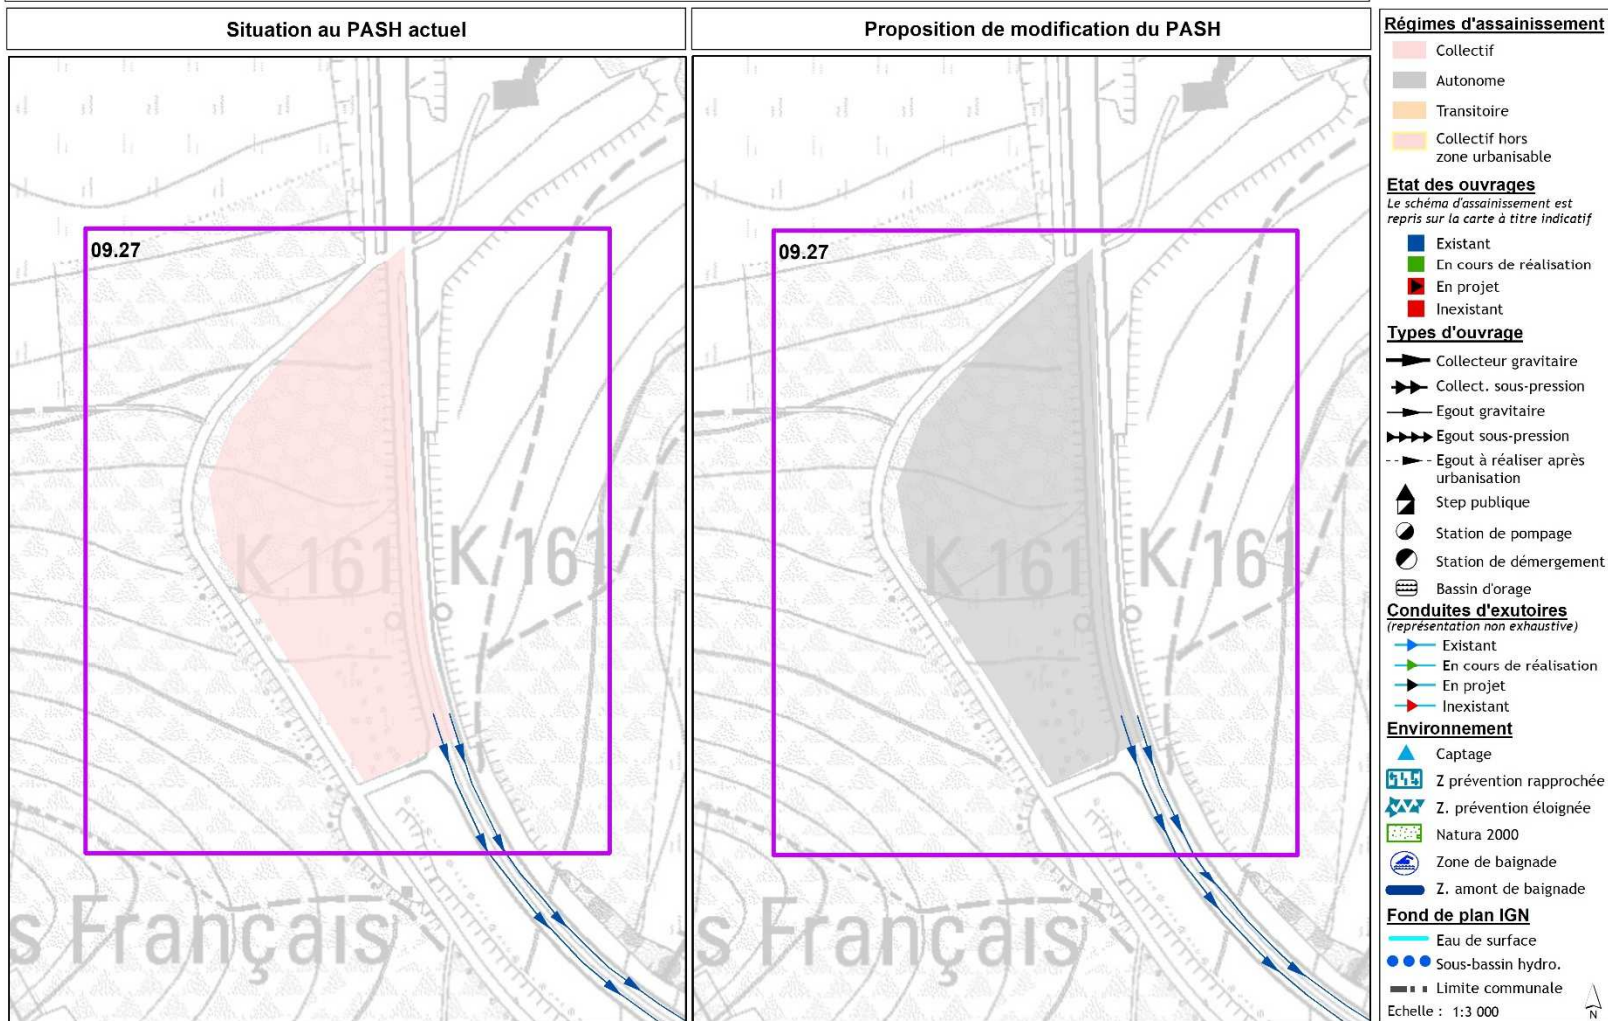 Situation au PASH actuel
Proposition de modification du PASH
09.27
K 161
K 161
s Français
09.27
K 161
K 161
s Français
Régimes d'assainissement
Collectif
Autonome
Transitoire
Collectif hors
zone urbanisable
Etat des ouvrages
Le schéma d'assainissement est
repris sur la carte à titre indicatif
Existant
En cours de réalisation
En projet
Inexistant
Types d'ouvrage
Collecteur gravitaire
Collect. sous-pression
Egout gravitaire
Egout sous-pression
Egout à réaliser après
urbanisation
Step publique
Station de pompage
Station de démergement
Bassin d'orage
Conduites d'exutoires
(représentation non exhaustive)
Existant
En cours de réalisation
En projet
Inexistant
Environnement
Captage
Z prévention rapprochée
Z. prévention éloignée
Natura 2000
Zone de baignade
Z. amont de baignade
Fond de plan IGN
Eau de surface
Sous-bassin hydro.
Limite communale
Echelle : 1:3 000
N